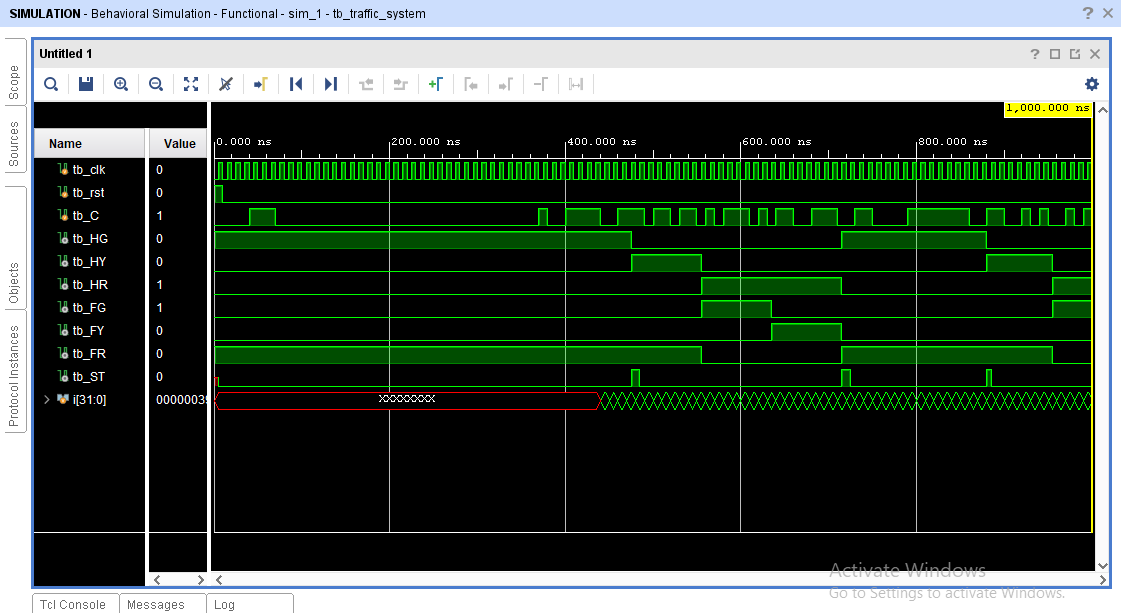 SIMULATION - Behavioral Simulation - Functional - sim_1 - tb_traffic_system
? ×
Untitled 1
?
Scope
Sources
Objects
Protocol Instances
1,000.000 ns
Name Value
0.000 ns 200.000 ns 400.000 ns 600.000 ns 800.000 ns
tb_clk 0
tb_rst 0
tb_C 1
tb_HG 0
tb_HY 0
tb_HR 1
tb_FG 1
tb_FY 0
tb_FR 0
tb_ST 0
i[31:0] 00000039
XXXXXXXX
Activate Windows
Go to Settings to activate Windows.
Tcl Console Messages Log